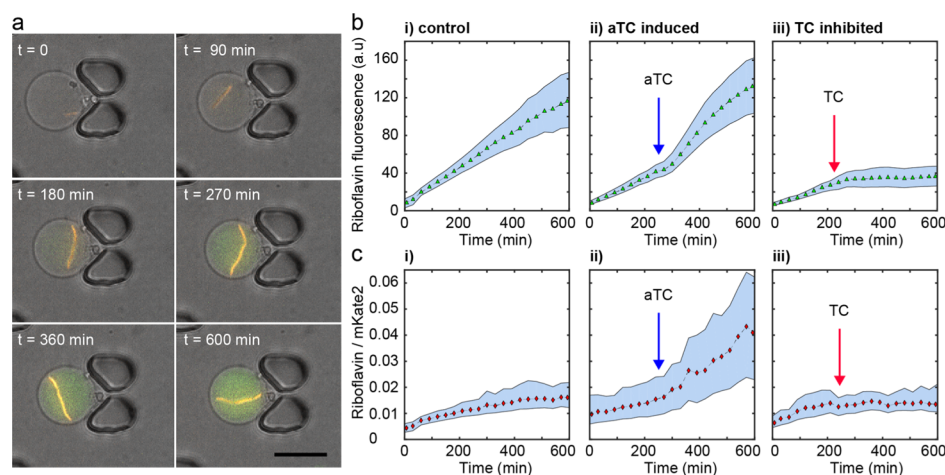 a
t = 0
t = 90 min
t = 180 min
t = 270 min
t = 360 min
t = 600 min
b
i) control
ii) aTC induced
iii) TC inhibited
Riboflavin fluorescence (a.u)
160
120
80
40
0
aTC
TC
0 200 400 600
0 200 400 600
0 200 400 600
Time (min)
Time (min)
Time (min)
c
i)
ii)
iii)
Riboflavin / mKate2
0.06
0.05
0.04
0.03
0.02
0.01
0
aTC
TC
0 200 400 600
0 200 400 600
0 200 400 600
Time (min)
Time (min)
Time (min)